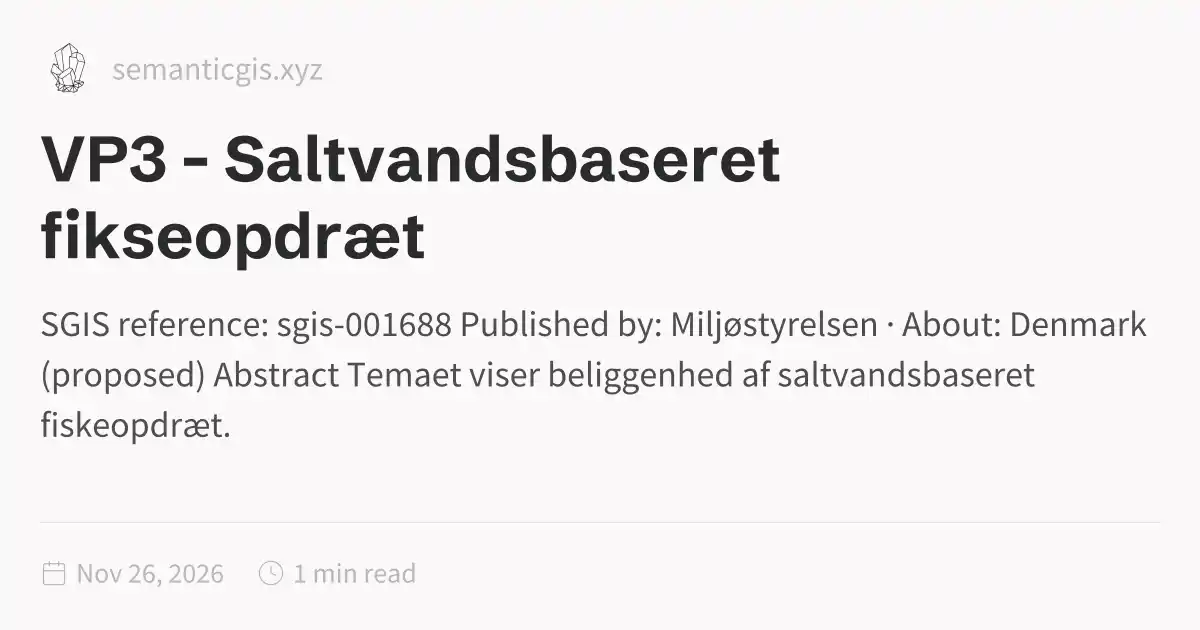 semanticgis.xyz
VP3 - Saltvandsbaseret
fikseopdræt
SGIS reference: sgis-001688 Published by: Miljøstyrelsen · About: Denmark
(proposed) Abstract Temaet viser beliggenhed af saltvandsbaseret
fiskeopdræt.
Nov 26, 2026 1 min read